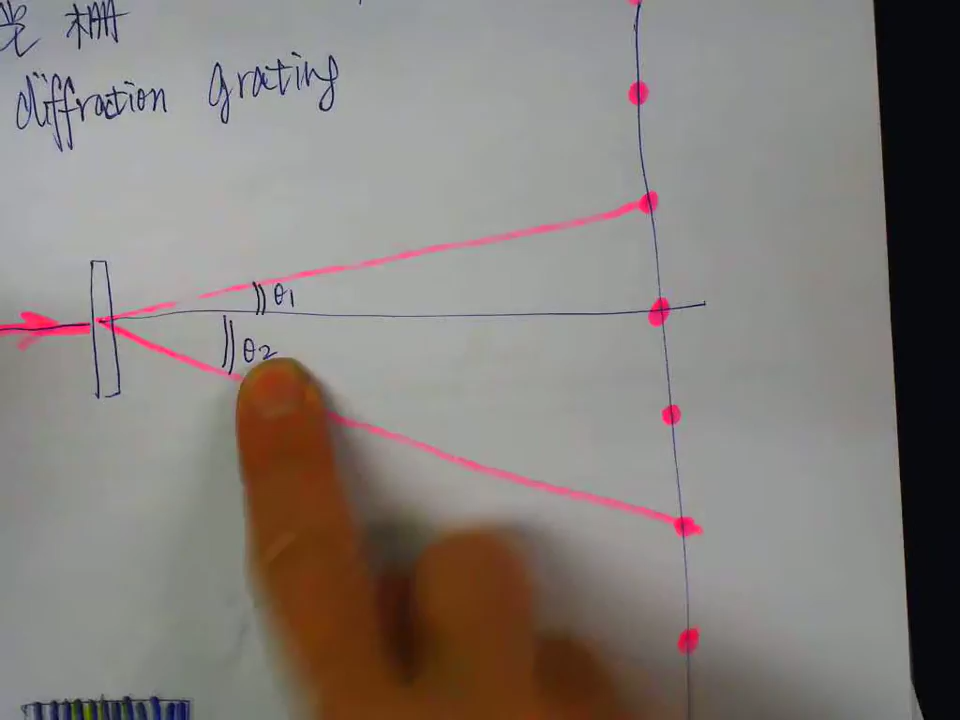 光栅
diffraction grating
θ1
θ2